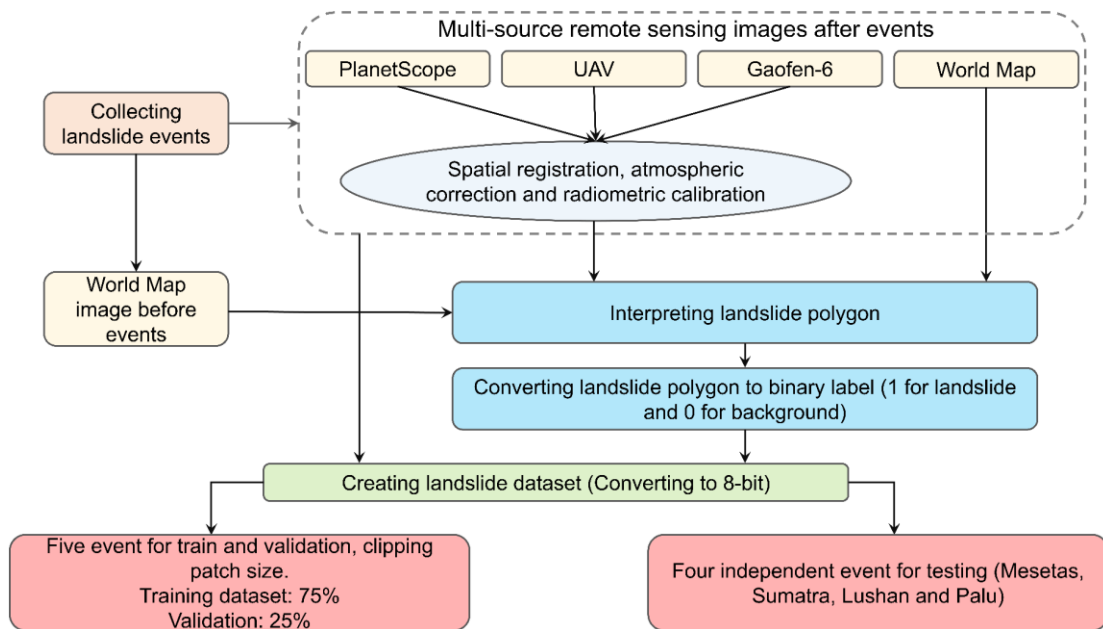 Multi-source remote sensing images after events
PlanetScope
UAV
Gaofen-6
World Map
Collecting
landslide events
Spatial registration, atmospheric
correction and radiometric calibration
World Map
image before
events
Interpreting landslide polygon
Converting landslide polygon to binary label (1 for landslide
and 0 for background)
Creating landslide dataset (Converting to 8-bit)
Five event for train and validation, clipping
patch size.
Training dataset: 75%
Validation: 25%
Four independent event for testing (Mesetas,
Sumatra, Lushan and Palu)